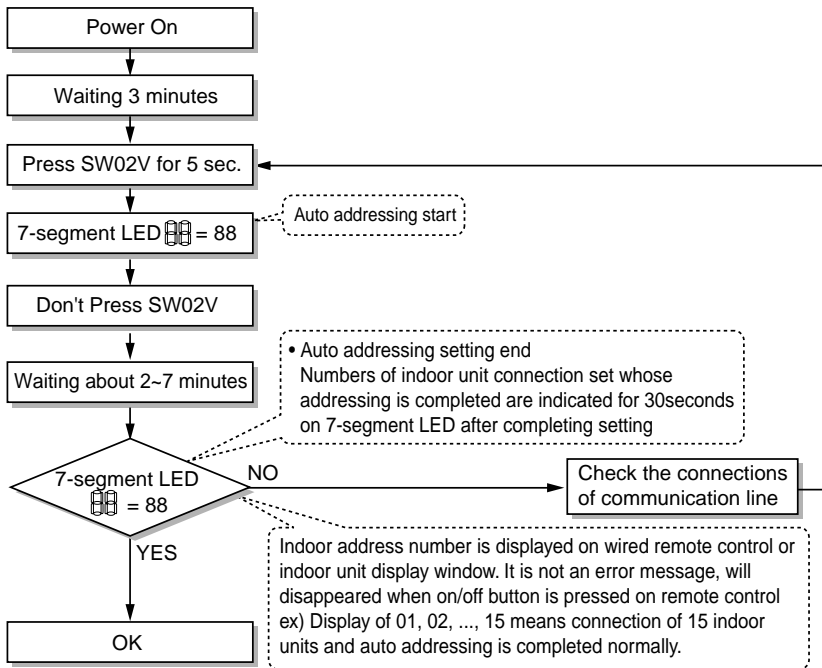 Power On
Waiting 3 minutes
Press SW02V for 5 sec.
7-segment LED 88 = 88
Auto addressing start
Don't Press SW02V
Waiting about 2~7 minutes
• Auto addressing setting end
Numbers of indoor unit connection set whose
addressing is completed are indicated for 30seconds
on 7-segment LED after completing setting
7-segment LED
88 = 88
NO
Check the connections
of communication line
YES
Indoor address number is displayed on wired remote control or
indoor unit display window. It is not an error message, will
disappeared when on/off button is pressed on remote control
ex) Display of 01, 02, ..., 15 means connection of 15 indoor
units and auto addressing is completed normally.
OK